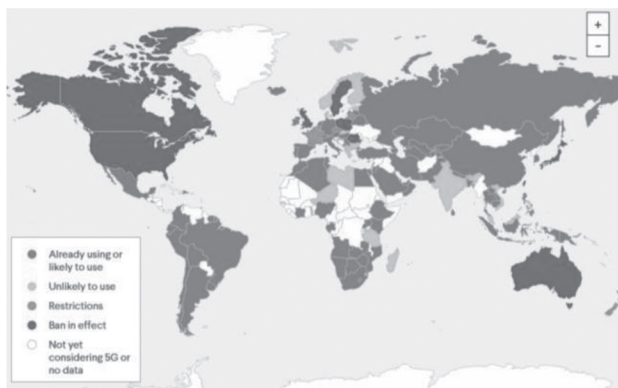 +
−
Already using or
likely to use
Unlikely to use
Restrictions
Ban in effect
Not yet
considering 5G or
no data